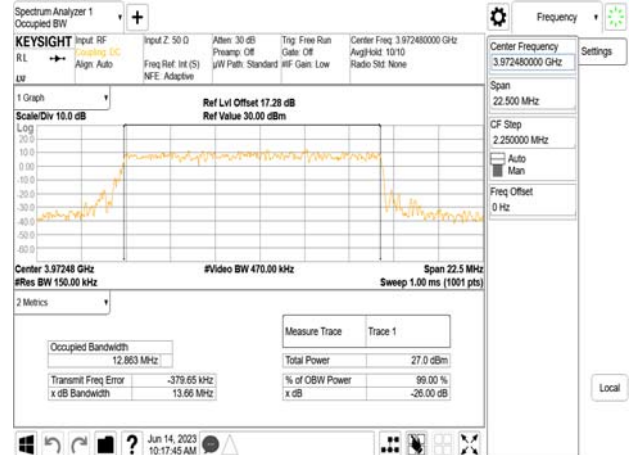 Spectrum Analyzer 1
Occupied BW
Frequency
KEYSIGHT
RL
Input: RF
Coupling: DC
Align: Auto
Input Z: 50 Ω
Freq Ref: Int (S)
NFE: Adaptive
Atten: 30 dB
Preamp: Off
µW Path: Standard
Trig: Free Run
Gate: Off
#IF Gain: Low
Center Freq: 3.972480000 GHz
Avg|Hold: 10/10
Radio Std: None
1 Graph
Scale/Div 10.0 dB
Ref Lvl Offset 17.28 dB
Ref Value 30.00 dBm
Log
20.0
10.0
0.00
-10.0
-20.0
-30.0
-40.0
-50.0
-60.0
Center 3.97248 GHz
#Video BW 470.00 kHz
Span 22.5 MHz
#Res BW 150.00 kHz
Sweep 1.00 ms (1001 pts)
2 Metrics
Measure Trace Trace 1
Occupied Bandwidth
12.863 MHz
Total Power 27.0 dBm
Transmit Freq Error -379.65 kHz
% of OBW Power 99.00 %
x dB Bandwidth 13.66 MHz
x dB -26.00 dB
Center Frequency
3.972480000 GHz
Settings
Span
22.500 MHz
CF Step
2.250000 MHz
Auto
Man
Freq Offset
0 Hz
Local
?
Jun 14, 2023
10:17:45 AM